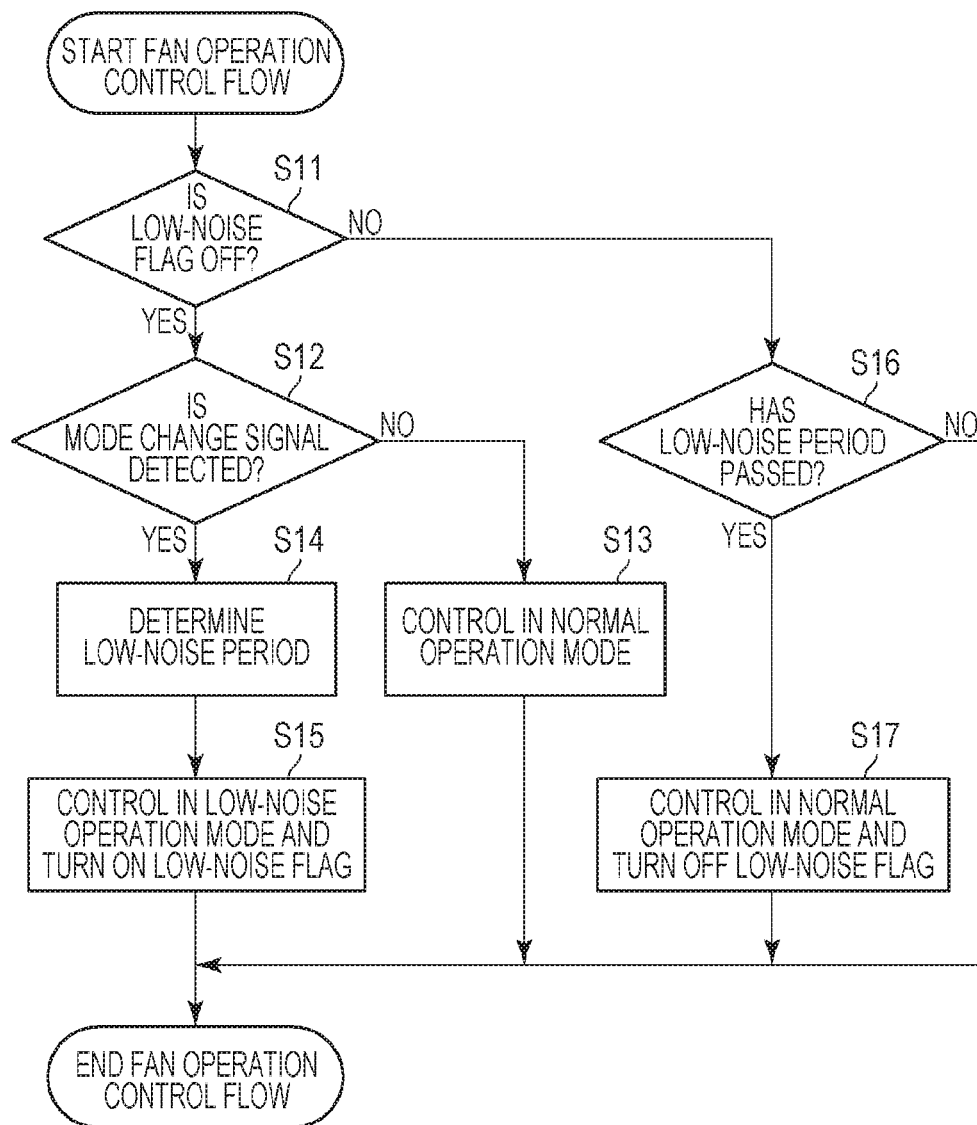 START FAN OPERATION
CONTROL FLOW
S11
IS
LOW-NOISE
FLAG OFF?
NO
YES
S12
IS
MODE CHANGE SIGNAL
DETECTED?
NO
YES
S16
HAS
LOW-NOISE PERIOD
PASSED?
NO
YES
S14
DETERMINE
LOW-NOISE PERIOD
S13
CONTROL IN NORMAL
OPERATION MODE
S15
CONTROL IN LOW-NOISE
OPERATION MODE AND
TURN ON LOW-NOISE FLAG
S17
CONTROL IN NORMAL
OPERATION MODE AND
TURN OFF LOW-NOISE FLAG
END FAN OPERATION
CONTROL FLOW